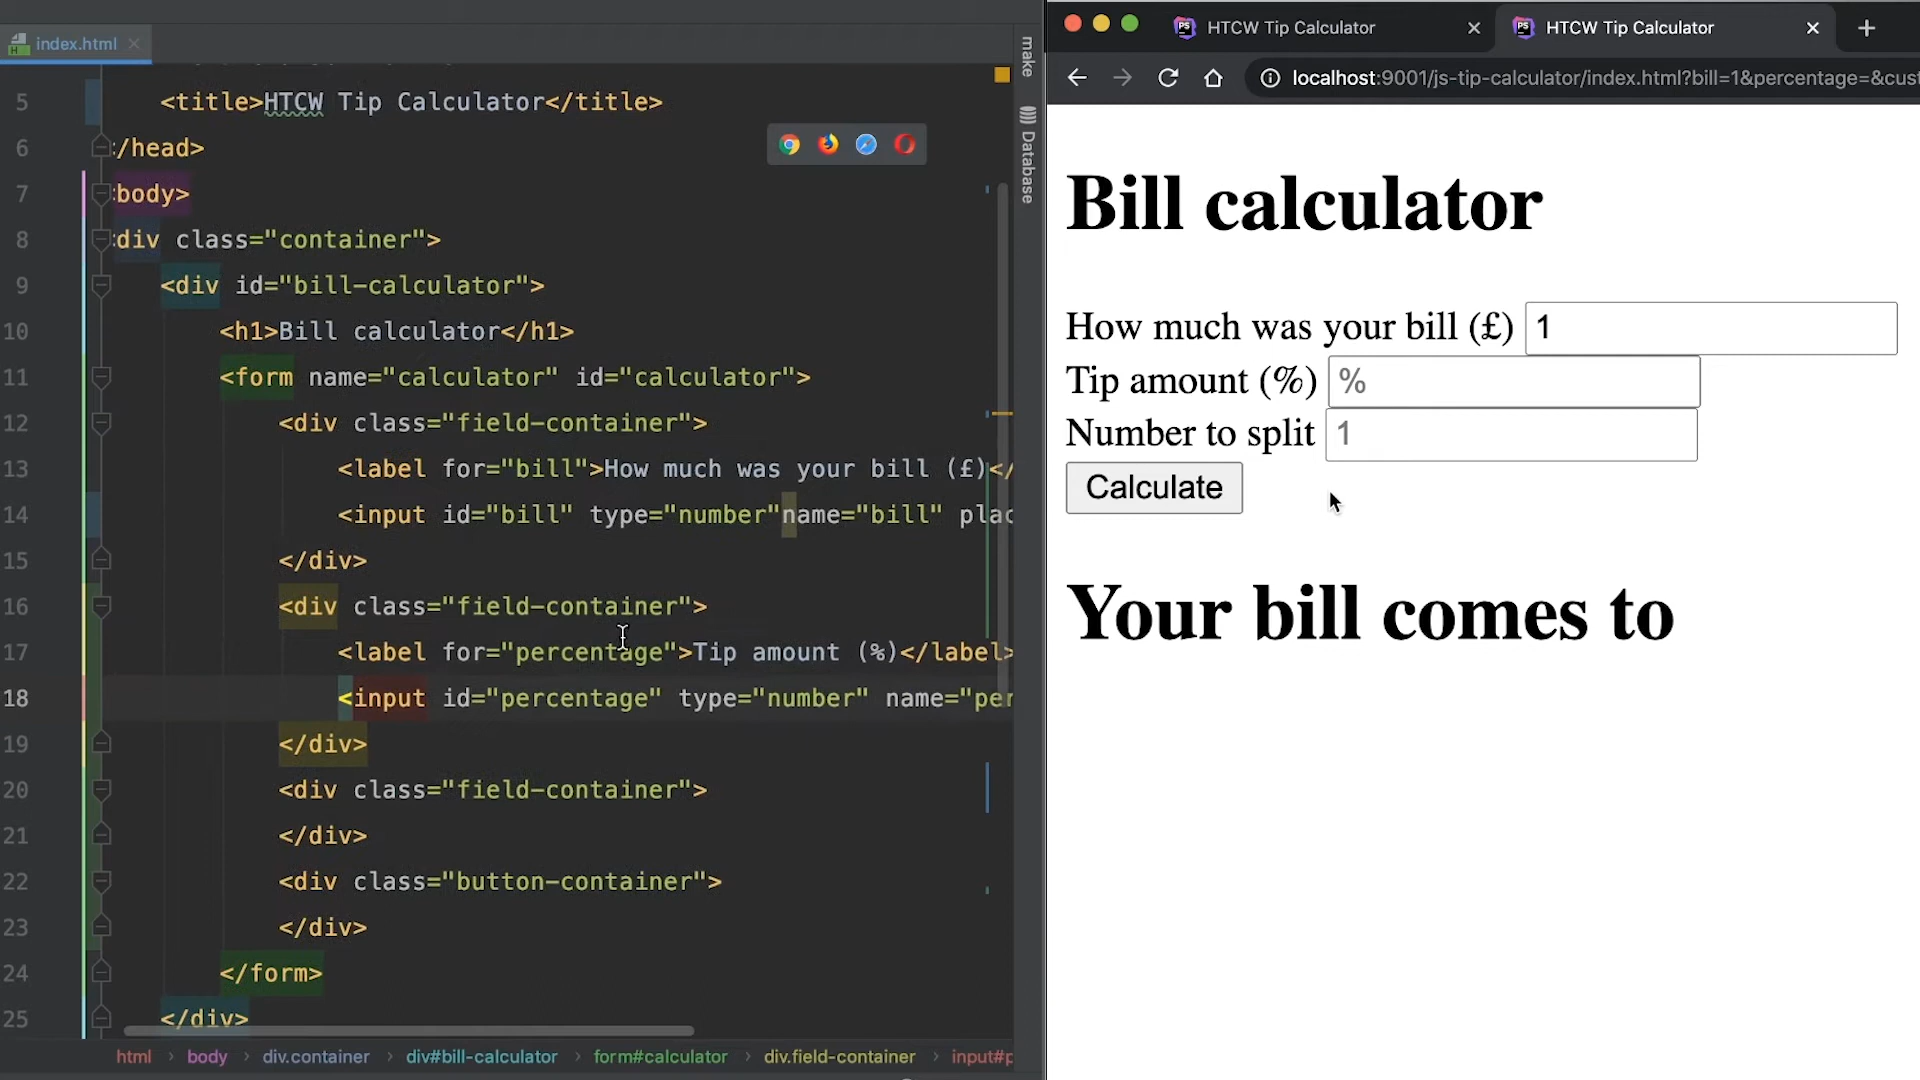 index.html
5 <title>HTCW Tip Calculator</title>
6 /head>
7 body>
8 div class="container">
9 <div id="bill-calculator">
10 <h1>Bill calculator</h1>
11 <form name="calculator" id="calculator">
12 <div class="field-container">
13 <label for="bill">How much was your bill (£)</
14 <input id="bill" type="number"name="bill" plac
15 </div>
16 <div class="field-container">
17 <label for="percentage">Tip amount (%)</label>
18 <input id="percentage" type="number" name="per
19 </div>
20 <div class="field-container">
21 </div>
22 <div class="button-container">
23 </div>
24 </form>
25 </div>
html › body › div.container › div#bill-calculator › form#calculator › div.field-container › input#p
make
Database
PS HTCW Tip Calculator
PS HTCW Tip Calculator
localhost:9001/js-tip-calculator/index.html?bill=1&percentage=&cust
Bill calculator
How much was your bill (£) 1
Tip amount (%) %
Number to split 1
Calculate
Your bill comes to